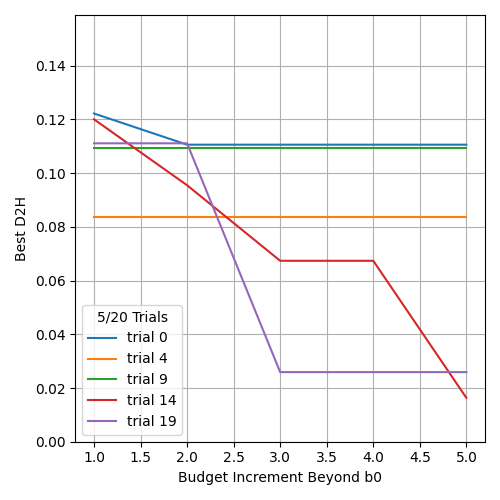 0.14
0.12
0.10
0.08
0.06
0.04
0.02
0.00
Best D2H
5/20 Trials
trial 0
trial 4
trial 9
trial 14
trial 19
1.0 1.5 2.0 2.5 3.0 3.5 4.0 4.5 5.0
Budget Increment Beyond b0